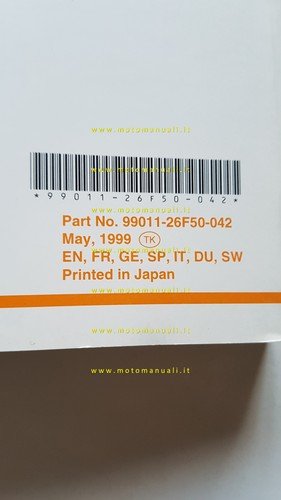 www.motomanuali.it
*99011-26F50-042*
www.motomanuali.it
Part No. 99011-26F50-042
May, 1999 TK
EN, FR, GE, SP, IT, DU, SW
www.motomanuali.it
Printed in Japan
www.motomanuali.it
www.motomanuali.it